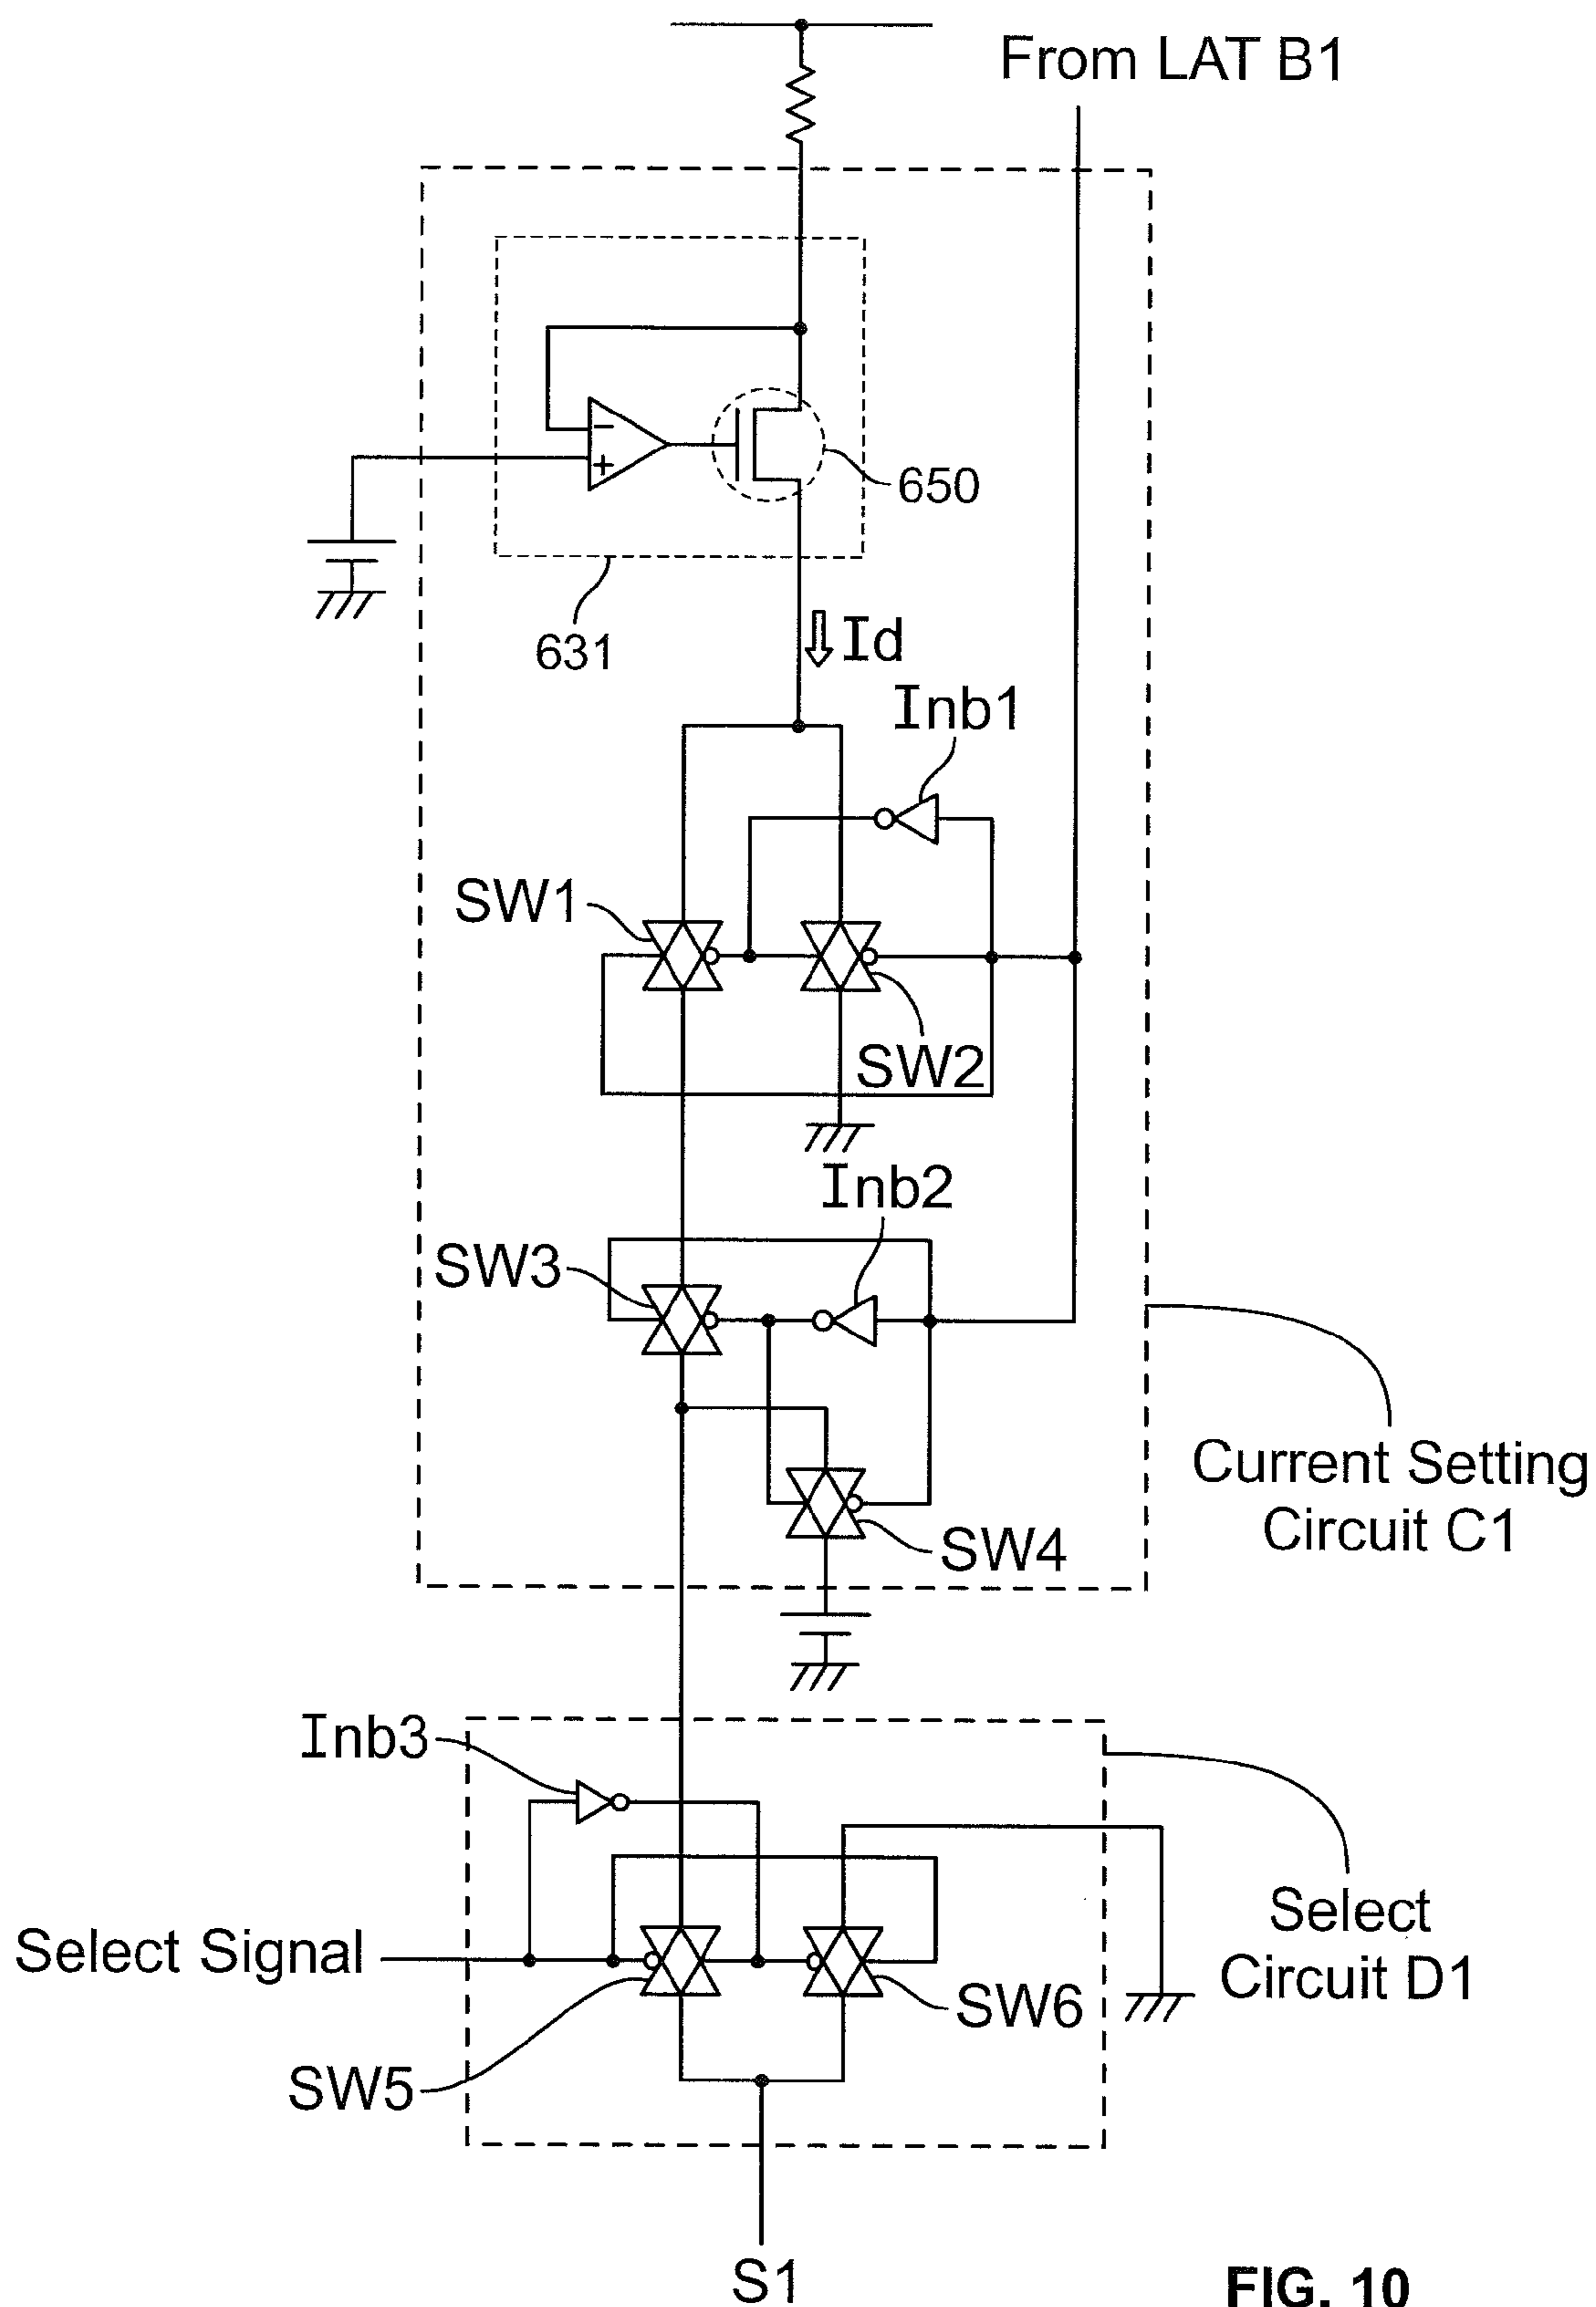 From LAT B1
650
631
Id
Inb1
SW1
SW2
Inb2
SW3
Current Setting
Circuit C1
SW4
Inb3
Select
Circuit D1
Select Signal
SW6
SW5
S1
FIG. 10